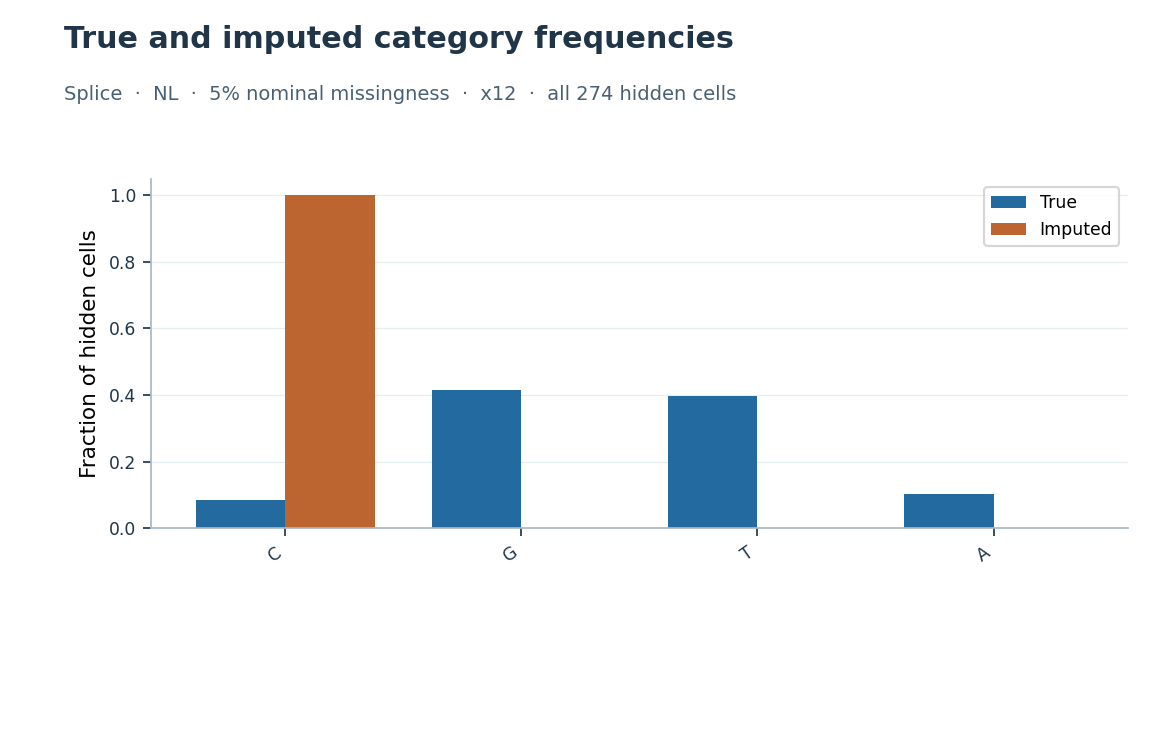 True and imputed category frequencies
Splice · NL · 5% nominal missingness · x12 · all 274 hidden cells
True
Imputed
Fraction of hidden cells
1.0
0.8
0.6
0.4
0.2
0.0
C
G
T
A